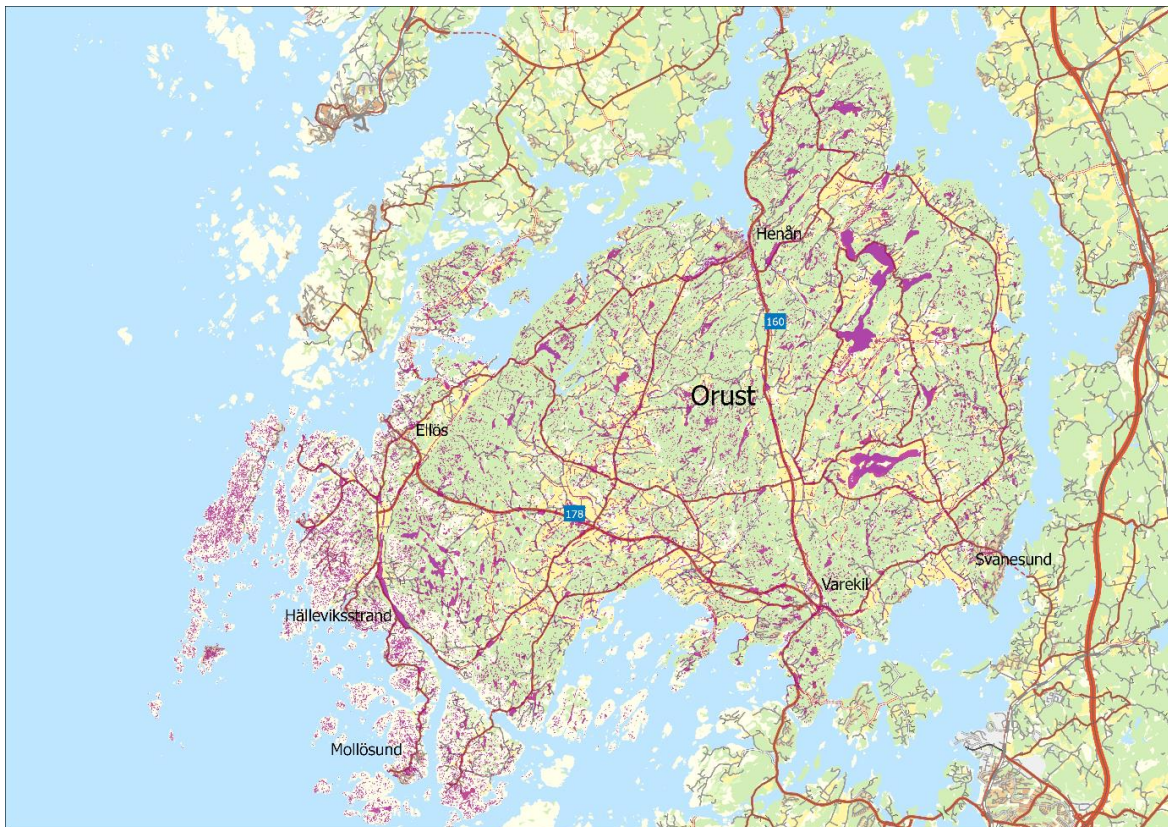 Henån
160
Orust
Ellös
178
Svanesund
Varekil
Hälleviksstrand
Mollösund